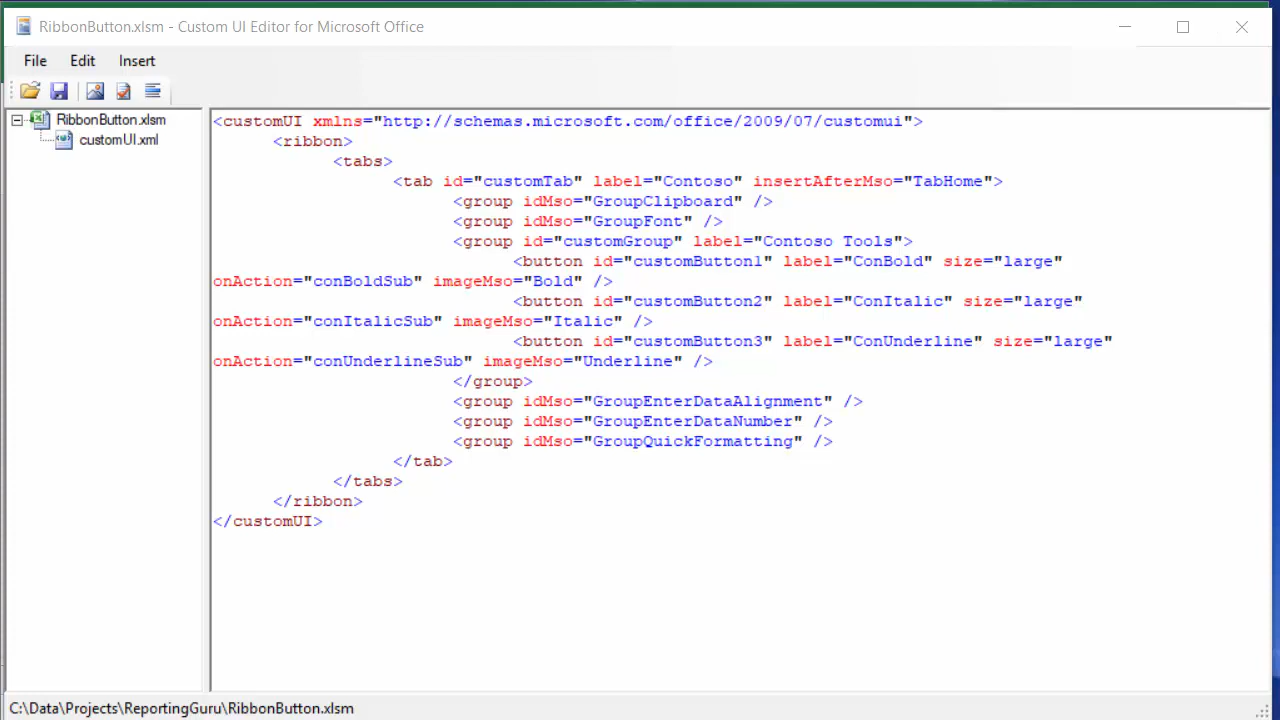 RibbonButton.xlsm - Custom UI Editor for Microsoft Office
File Edit Insert
RibbonButton.xlsm
customUI.xml
<customUI xmlns="http://schemas.microsoft.com/office/2009/07/customui">
<ribbon>
<tabs>
<tab id="customTab" label="Contoso" insertAfterMso="TabHome">
<group idMso="GroupClipboard" />
<group idMso="GroupFont" />
<group id="customGroup" label="Contoso Tools">
<button id="customButton1" label="ConBold" size="large"
onAction="conBoldSub" imageMso="Bold" />
<button id="customButton2" label="ConItalic" size="large"
onAction="conItalicSub" imageMso="Italic" />
<button id="customButton3" label="ConUnderline" size="large"
onAction="conUnderlineSub" imageMso="Underline" />
</group>
<group idMso="GroupEnterDataAlignment" />
<group idMso="GroupEnterDataNumber" />
<group idMso="GroupQuickFormatting" />
</tab>
</tabs>
</ribbon>
</customUI>
C:\Data\Projects\ReportingGuru\RibbonButton.xlsm